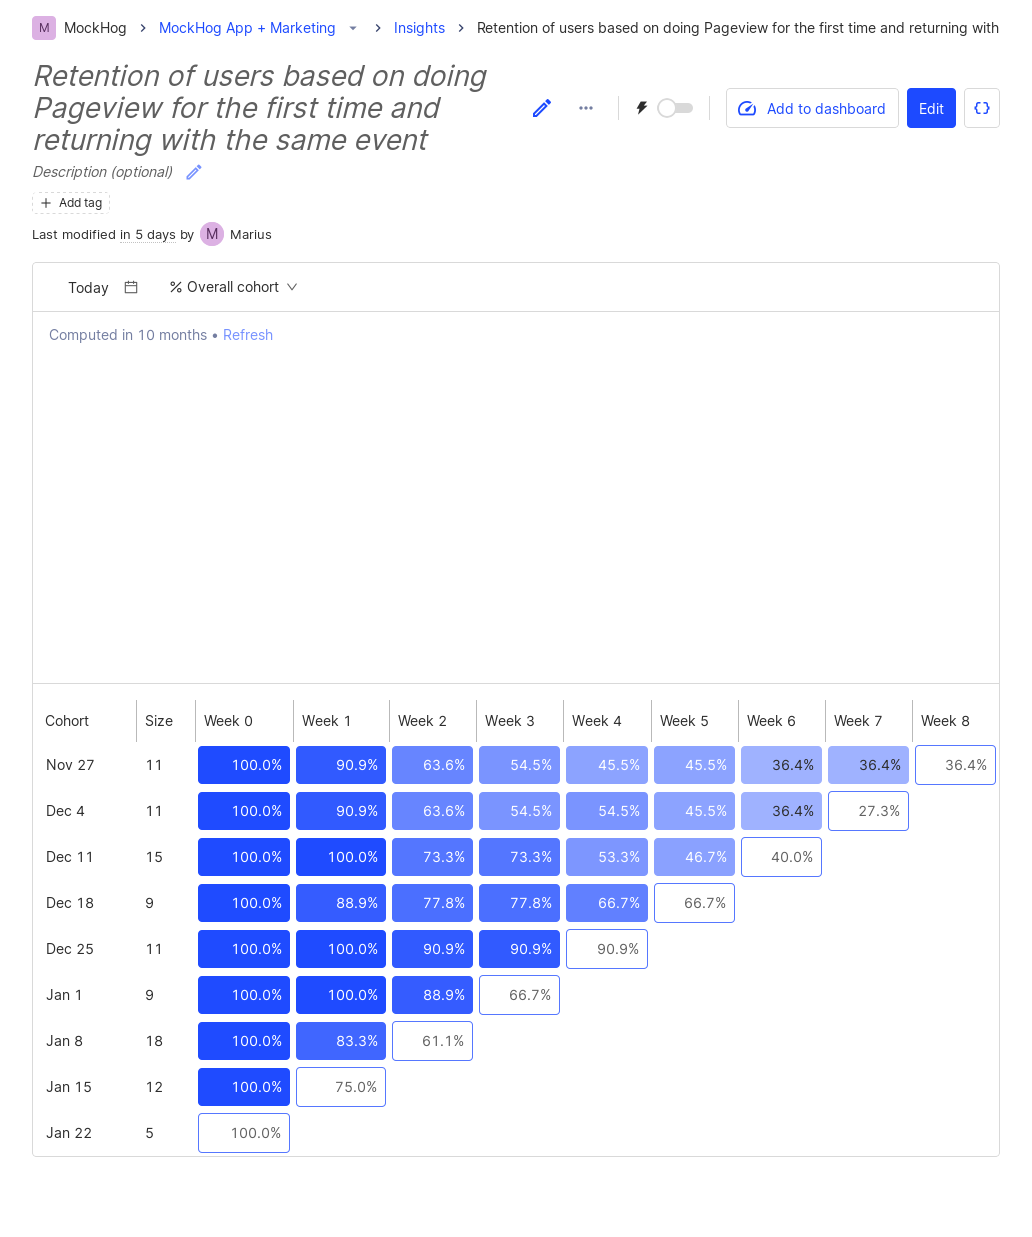 M MockHog MockHog App + Marketing Insights Retention of users based on doing Pageview for the first time and returning with
Retention of users based on doing
Pageview for the first time and
returning with the same event
Add to dashboard Edit
Description (optional)
Add tag
Last modified in 5 days by M Marius
Today % Overall cohort
Computed in 10 months • Refresh
Cohort Size Week 0 Week 1 Week 2 Week 3 Week 4 Week 5 Week 6 Week 7 Week 8
Nov 27 11 100.0% 90.9% 63.6% 54.5% 45.5% 45.5% 36.4% 36.4% 36.4%
Dec 4 11 100.0% 90.9% 63.6% 54.5% 54.5% 45.5% 36.4% 27.3%
Dec 11 15 100.0% 100.0% 73.3% 73.3% 53.3% 46.7% 40.0%
Dec 18 9 100.0% 88.9% 77.8% 77.8% 66.7% 66.7%
Dec 25 11 100.0% 100.0% 90.9% 90.9% 90.9%
Jan 1 9 100.0% 100.0% 88.9% 66.7%
Jan 8 18 100.0% 83.3% 61.1%
Jan 15 12 100.0% 75.0%
Jan 22 5 100.0%